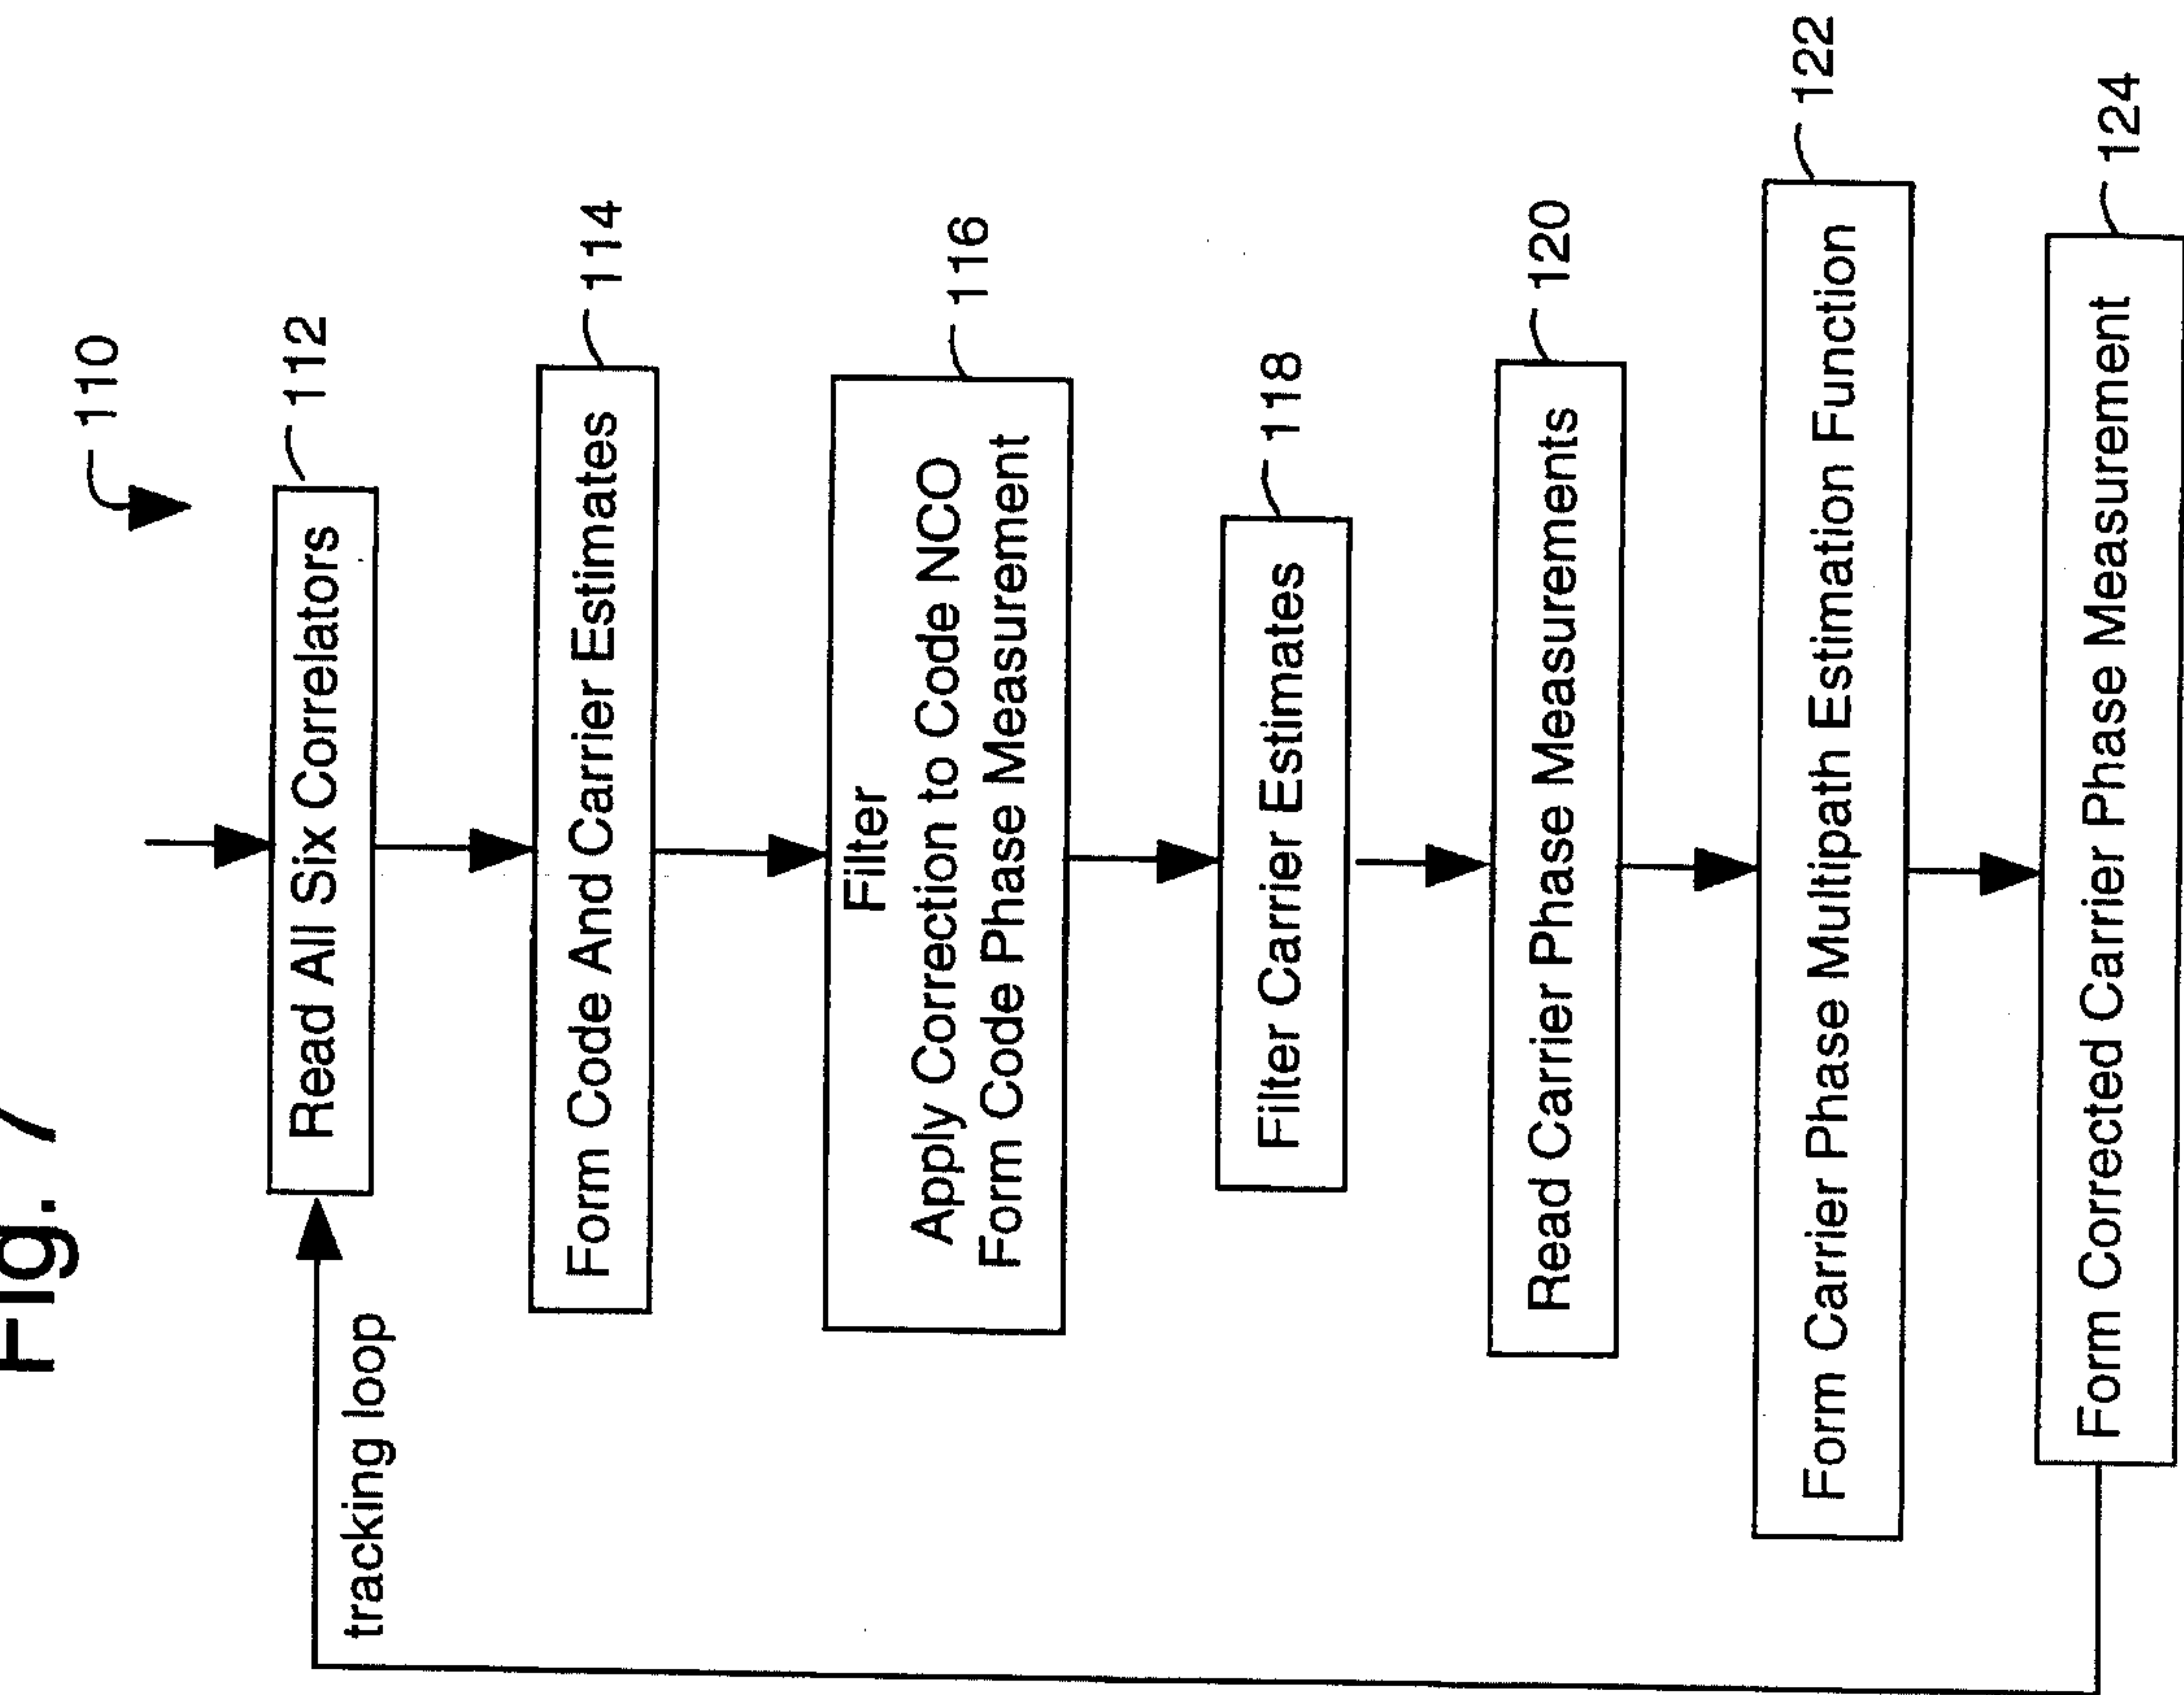 Fig. 7
110
112
Read All Six Correlators
tracking loop
114
Form Code And Carrier Estimates
116
Filter
Apply Correction to Code NCO
Form Code Phase Measurement
118
Filter Carrier Estimates
120
Read Carrier Phase Measurements
122
Form Carrier Phase Multipath Estimation Function
124
Form Corrected Carrier Phase Measurement